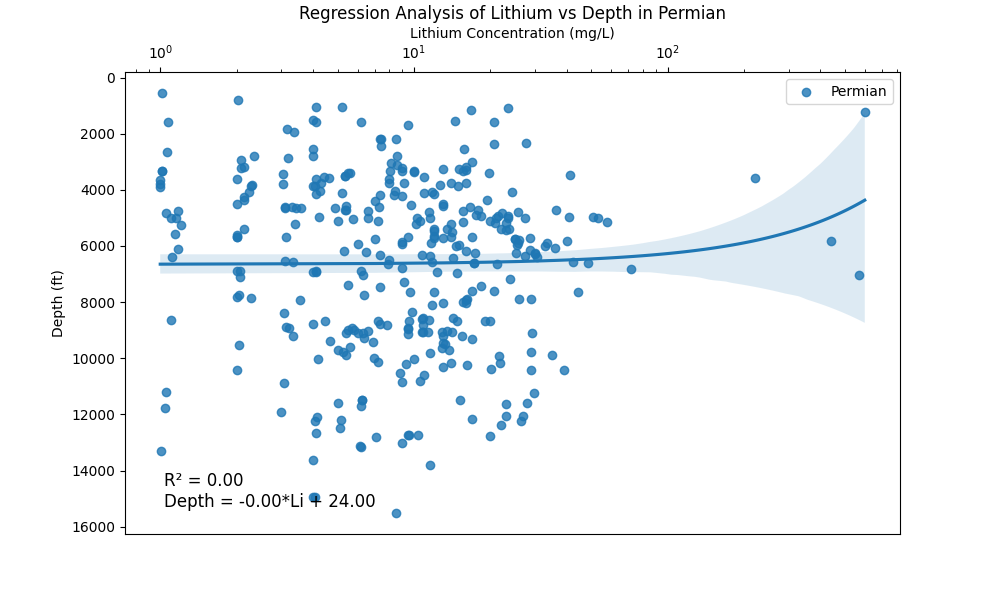 Regression Analysis of Lithium vs Depth in Permian
Lithium Concentration (mg/L)
10⁰ 10¹ 10²
Permian
Depth (ft)
0
2000
4000
6000
8000
10000
12000
14000
16000
R² = 0.00
Depth = -0.00*Li + 24.00